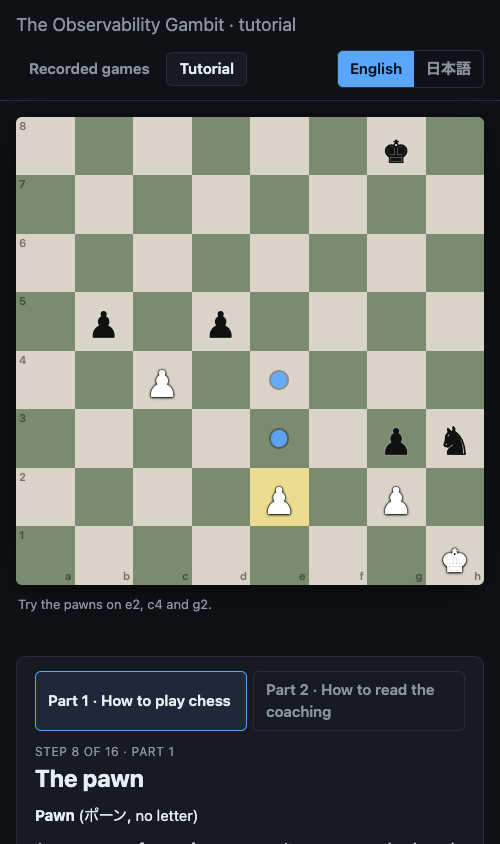 The Observability Gambit · tutorial
Recorded games
Tutorial
English
日本語
8
7
6
5
4
3
2
1
a
b
c
d
e
f
g
h
Try the pawns on e2, c4 and g2.
Part 1 · How to play chess
Part 2 · How to read the
coaching
STEP 8 OF 16 · PART 1
The pawn
Pawn (ポーン, no letter)